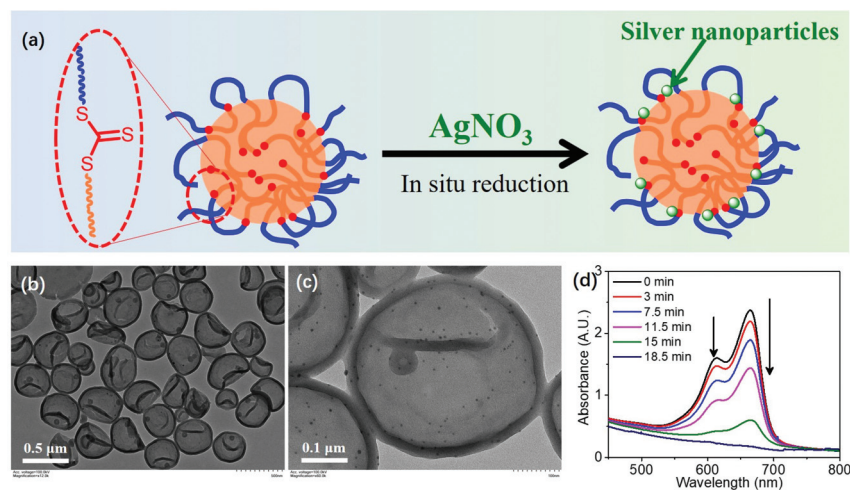 (a)
S
S
S
AgNO₃
In situ reduction
Silver nanoparticles
(b)
0.5 μm
(c)
0.1 μm
(d)
3
2
1
0
Absorbance (A.U.)
0 min
3 min
7.5 min
11.5 min
15 min
18.5 min
500
600
700
800
Wavelength (nm)